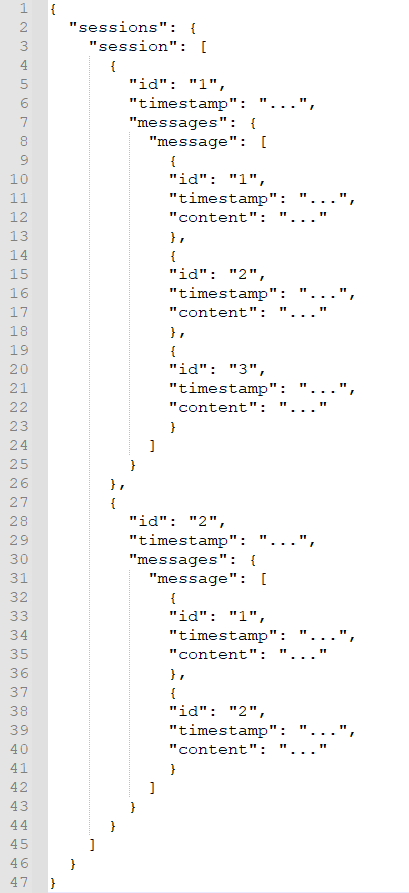 1 {
2   "sessions": {
3     "session": [
4       {
5         "id": "1",
6         "timestamp": "...",
7         "messages": {
8           "message": [
9             {
10             "id": "1",
11             "timestamp": "...",
12             "content": "..."
13             },
14             {
15             "id": "2",
16             "timestamp": "...",
17             "content": "..."
18             },
19             {
20             "id": "3",
21             "timestamp": "...",
22             "content": "..."
23             }
24           ]
25         }
26       },
27       {
28         "id": "2",
29         "timestamp": "...",
30         "messages": {
31           "message": [
32             {
33             "id": "1",
34             "timestamp": "...",
35             "content": "..."
36             },
37             {
38             "id": "2",
39             "timestamp": "...",
40             "content": "..."
41             }
42           ]
43         }
44       }
45     ]
46   }
47 }